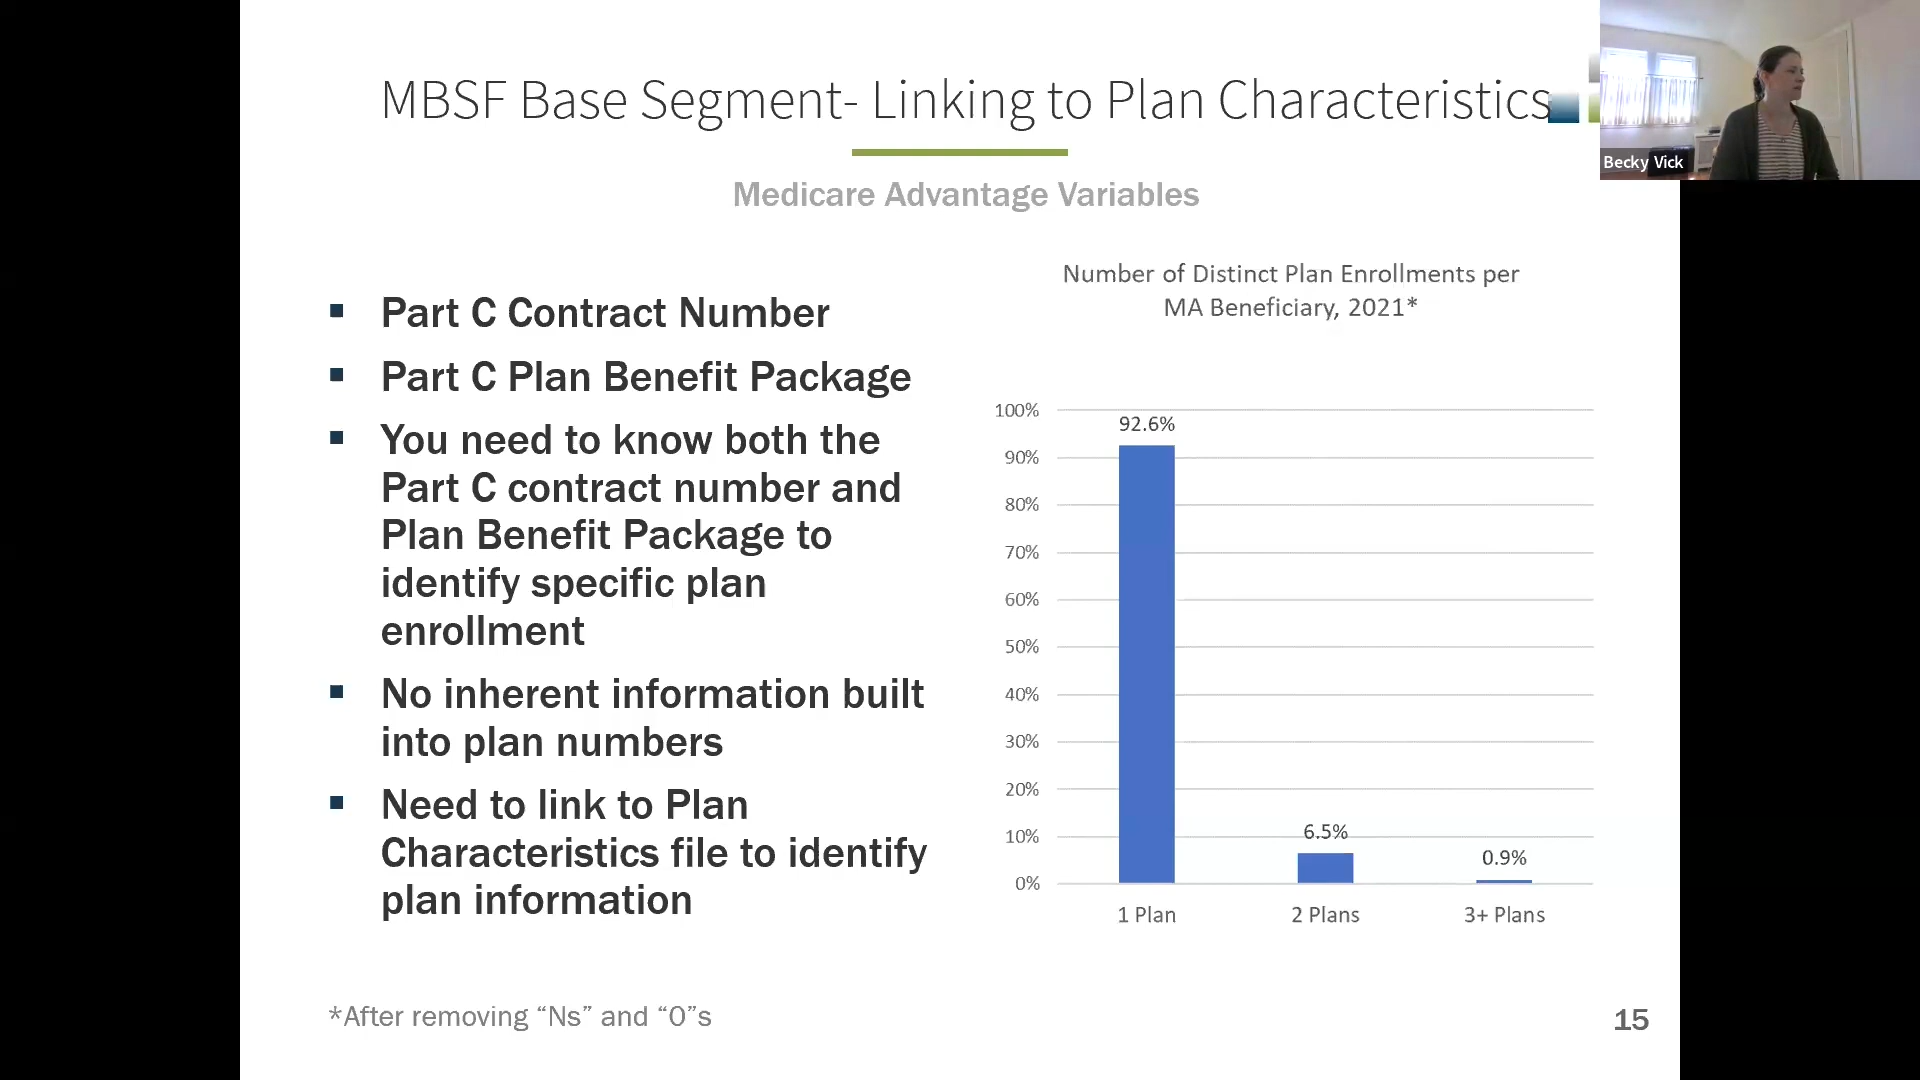 MBSF Base Segment- Linking to Plan Characteristics
Becky Vick
Medicare Advantage Variables
▪ Part C Contract Number
▪ Part C Plan Benefit Package
▪ You need to know both the
Part C contract number and
Plan Benefit Package to
identify specific plan
enrollment
▪ No inherent information built
into plan numbers
▪ Need to link to Plan
Characteristics file to identify
plan information
Number of Distinct Plan Enrollments per
MA Beneficiary, 2021*
100%
90%
80%
70%
60%
50%
40%
30%
20%
10%
0%
92.6%
6.5%
0.9%
1 Plan
2 Plans
3+ Plans
*After removing “Ns” and “0”s
15